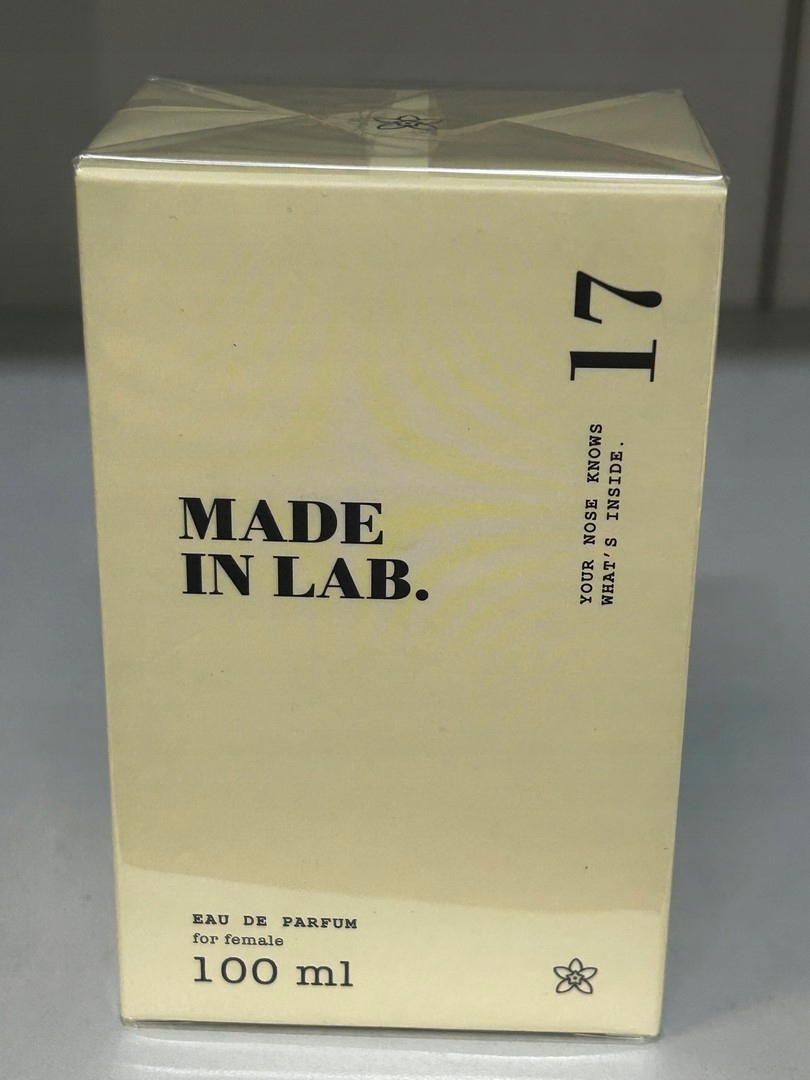 17
YOUR NOSE KNOWS
WHAT'S INSIDE.
MADE
IN LAB.
EAU DE PARFUM
for female
100 ml